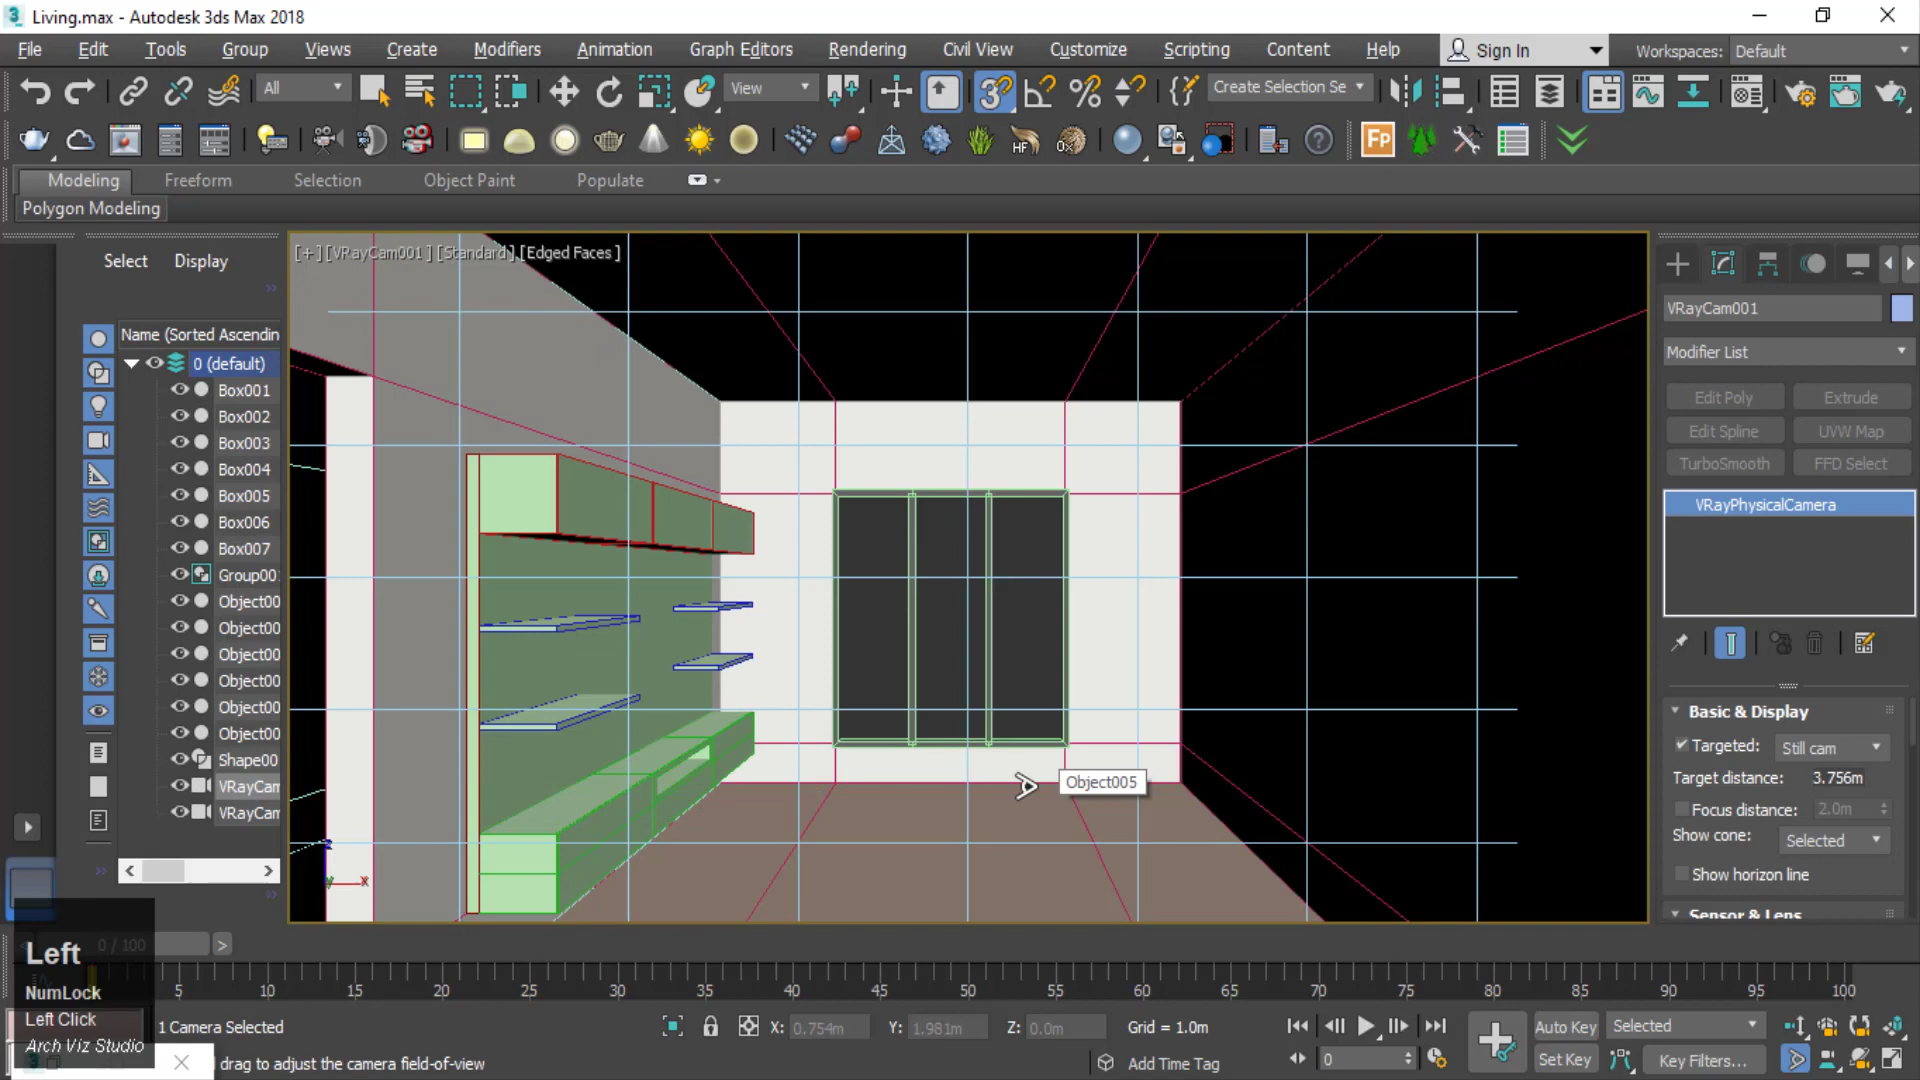 Living.max - Autodesk 3ds Max 2018
File Edit Tools Group Views Create Modifiers Animation Graph Editors Rendering Civil View Customize Scripting Content Help Sign In Workspaces: Default
All View Create Selection Se
Modeling Freeform Selection Object Paint Populate
Polygon Modeling
[+] [VRayCam001] [Standard] [Edged Faces]
Select Display
Name (Sorted Ascendin
0 (default)
Box001
Box002
Box003
Box004
Box005
Box006
Box007
Group00
Object00
Object00
Object00
Object00
Object00
Object00
Shape00
VRayCam
VRayCam
Object005
z
y
x
VRayCam001
Modifier List
Edit Poly Extrude
Edit Spline UVW Map
TurboSmooth FFD Select
VRayPhysicalCamera
Basic & Display
Targeted: Still cam
Target distance: 3.756m
Focus distance: 2.0m
Show cone: Selected
Show horizon line
Sensor & Lens
0 / 100
5 10 15 20 25 30 35 40 45 50 55 60 65 70 75 80 85 90 95 100
Left
NumLock
Left Click
Arch Viz Studio
1 Camera Selected
drag to adjust the camera field-of-view
X: 0.754m Y: 1.981m Z: 0.0m Grid = 1.0m
Add Time Tag
0
Auto Key Selected
Set Key Key Filters...